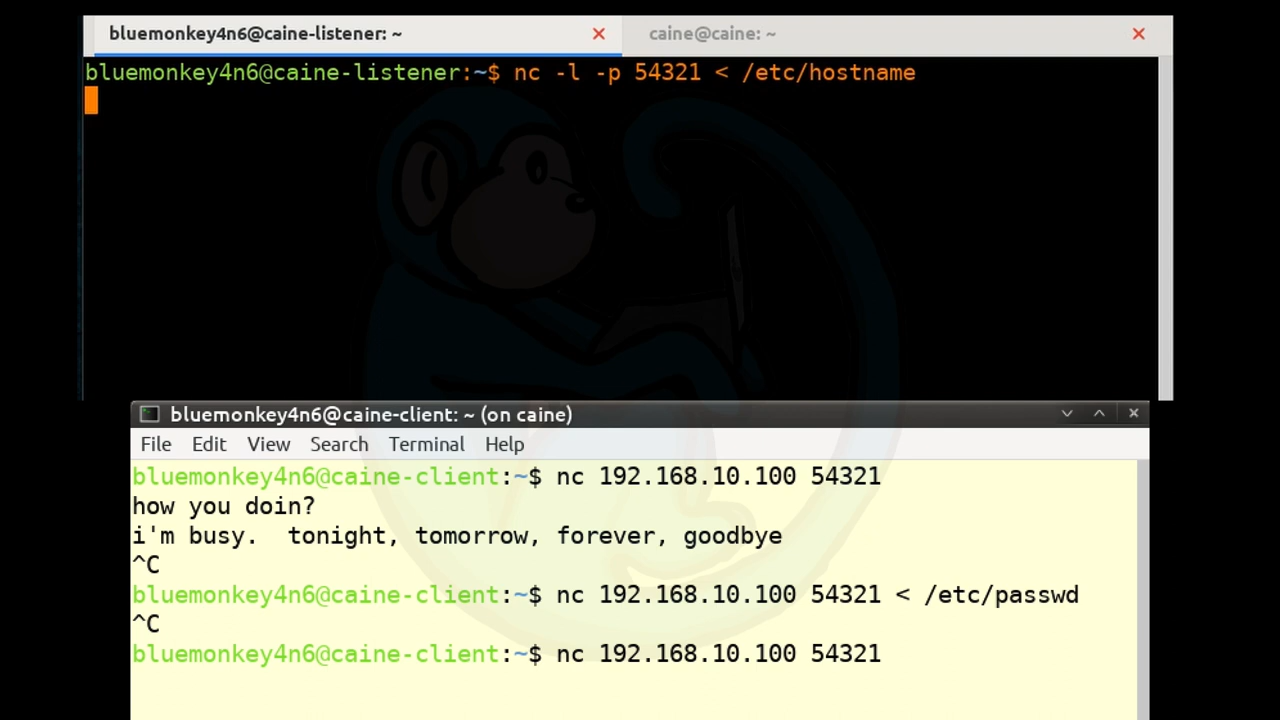 bluemonkey4n6@caine-listener: ~ caine@caine: ~
bluemonkey4n6@caine-listener:~$ nc -l -p 54321 < /etc/hostname
bluemonkey4n6@caine-client: ~ (on caine)
File Edit View Search Terminal Help
bluemonkey4n6@caine-client:~$ nc 192.168.10.100 54321
how you doin?
i'm busy.  tonight, tomorrow, forever, goodbye
^C
bluemonkey4n6@caine-client:~$ nc 192.168.10.100 54321 < /etc/passwd
^C
bluemonkey4n6@caine-client:~$ nc 192.168.10.100 54321